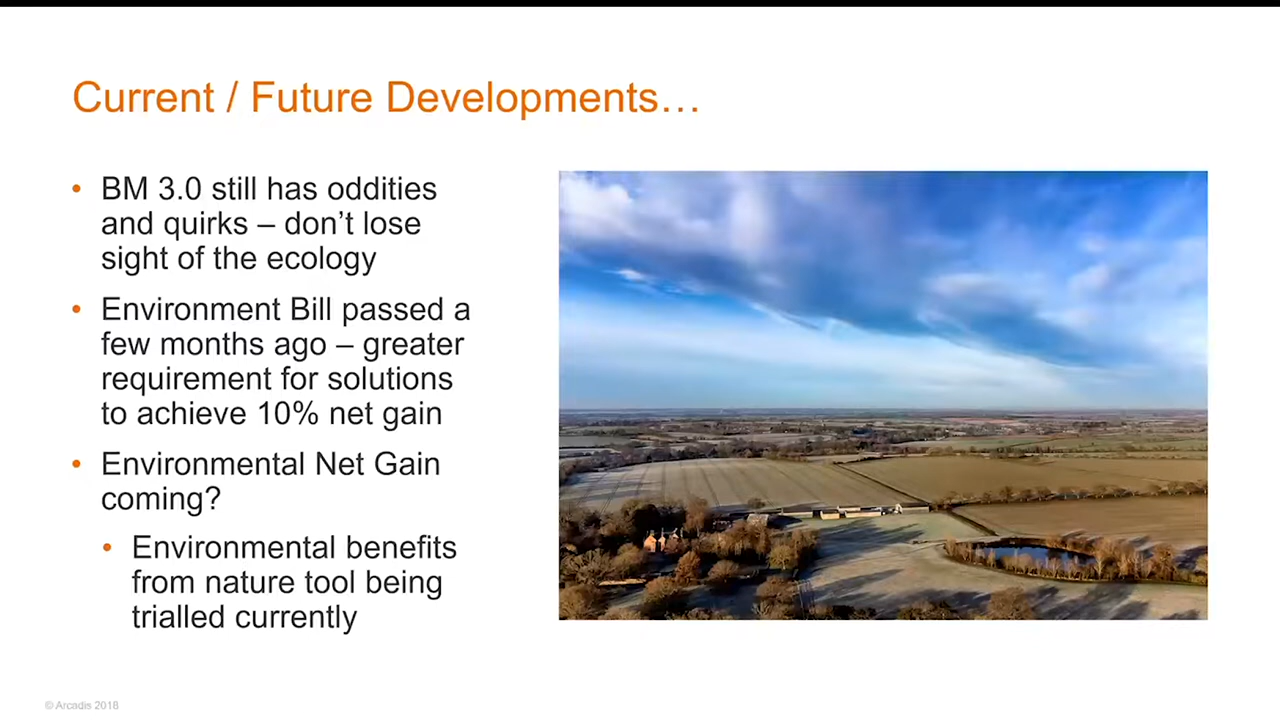 Current / Future Developments…
• BM 3.0 still has oddities
and quirks – don’t lose
sight of the ecology
• Environment Bill passed a
few months ago – greater
requirement for solutions
to achieve 10% net gain
• Environmental Net Gain
coming?
• Environmental benefits
from nature tool being
trialled currently
© Arcadis 2018